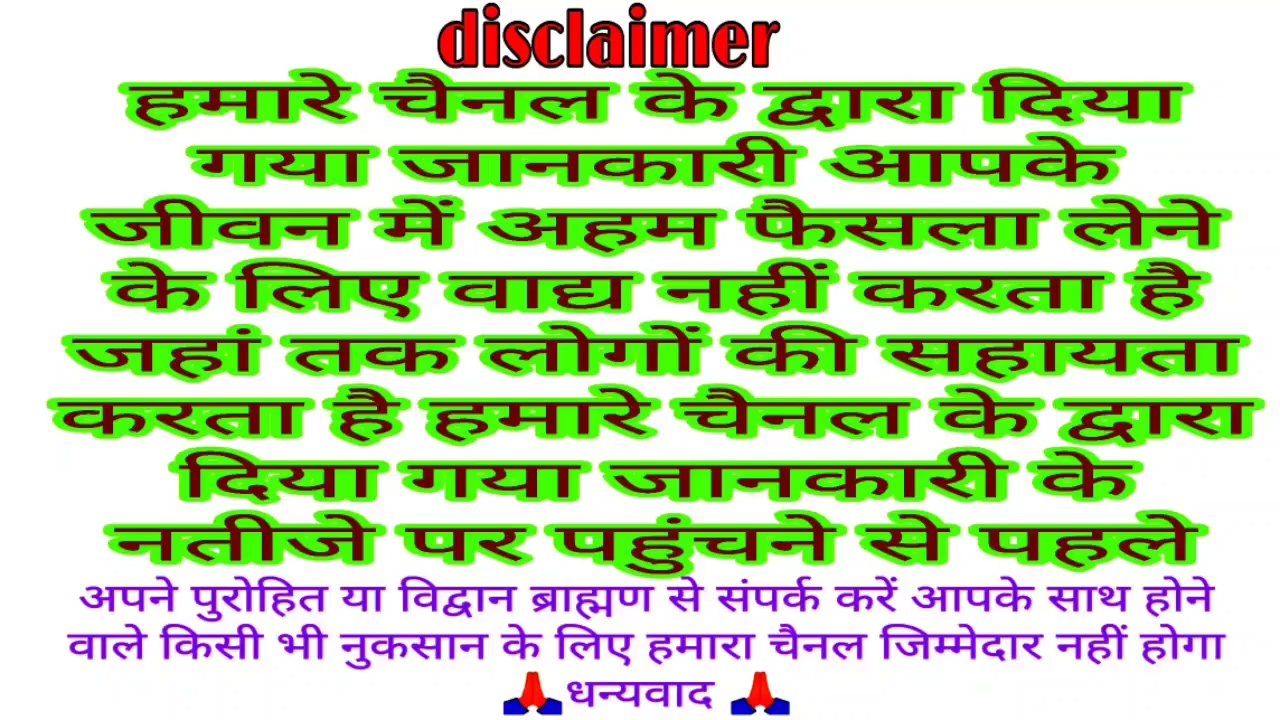 disclaimer
हमारे चैनल के द्वारा दिया
गया जानकारी आपके
जीवन में अहम फैसला लेने
के लिए वाद्य नहीं करता है
जहां तक लोगों की सहायता
करता है हमारे चैनल के द्वारा
दिया गया जानकारी के
नतीजे पर पहुंचने से पहले
अपने पुरोहित या विद्वान ब्राह्मण से संपर्क करें आपके साथ होने
वाले किसी भी नुकसान के लिए हमारा चैनल जिम्मेदार नहीं होगा
🙏धन्यवाद 🙏